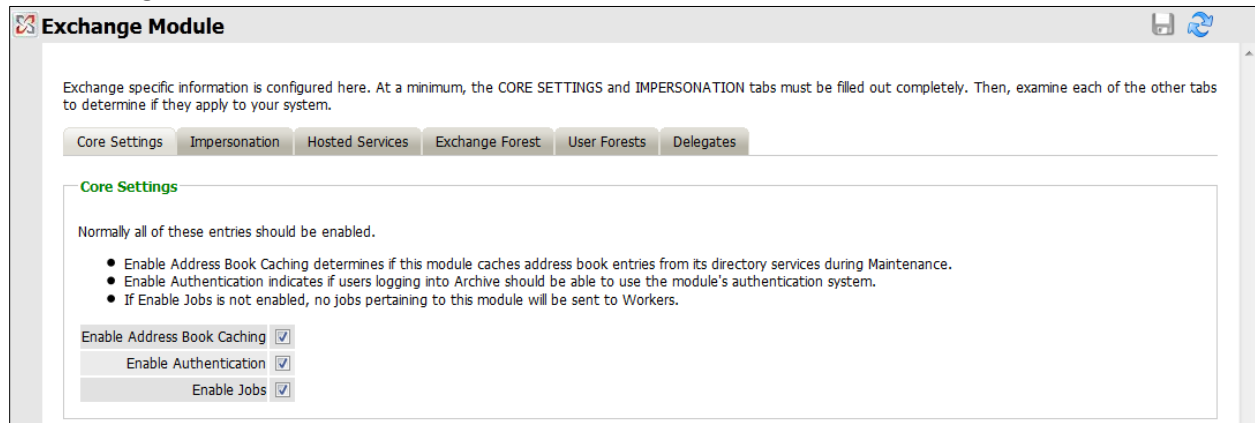 Exchange Module
Exchange specific information is configured here. At a minimum, the CORE SETTINGS and IMPERSONATION tabs must be filled out completely. Then, examine each of the other tabs
to determine if they apply to your system.
Core Settings Impersonation Hosted Services Exchange Forest User Forests Delegates
Core Settings
Normally all of these entries should be enabled.
● Enable Address Book Caching determines if this module caches address book entries from its directory services during Maintenance.
● Enable Authentication indicates if users logging into Archive should be able to use the module's authentication system.
● If Enable Jobs is not enabled, no jobs pertaining to this module will be sent to Workers.
Enable Address Book Caching
Enable Authentication
Enable Jobs